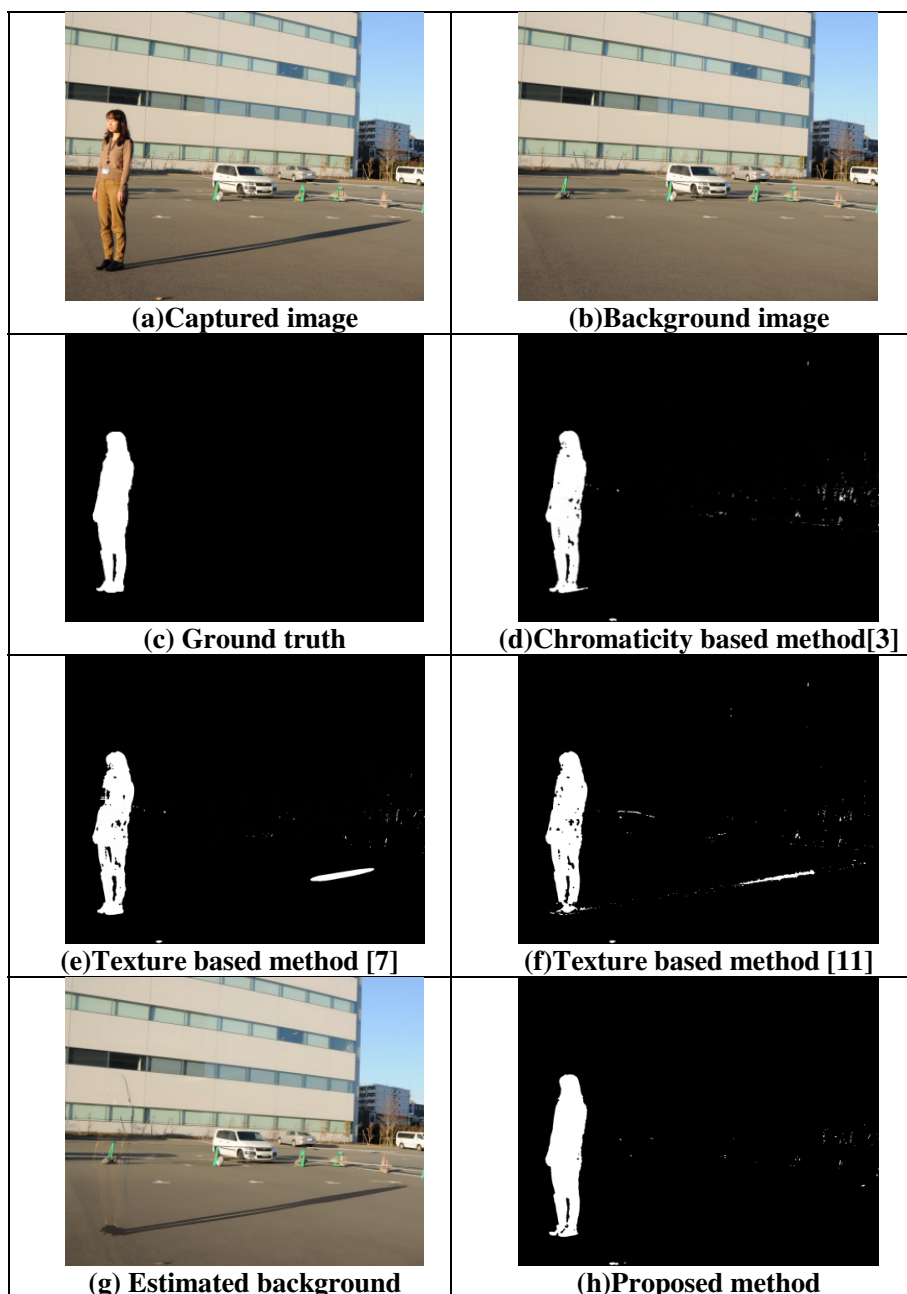 (a)Captured image
(b)Background image
(c) Ground truth
(d)Chromaticity based method[3]
(e)Texture based method [7]
(f)Texture based method [11]
(g) Estimated background
(h)Proposed method